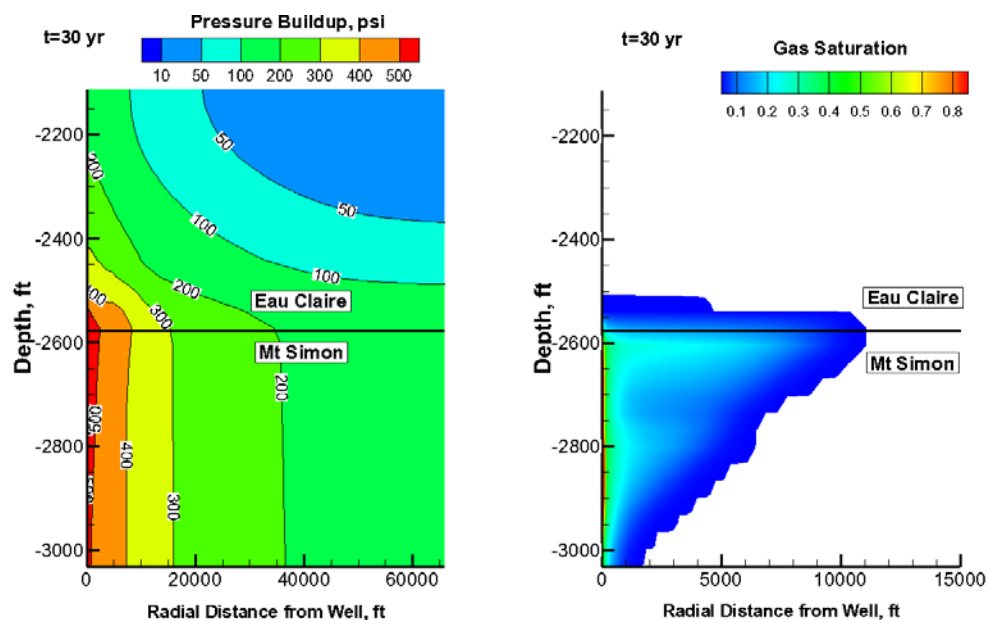 Pressure Buildup, psi
t=30 yr
10 50 100 200 300 400 500
-2200
-2400
-2600
-2800
-3000
Depth, ft
200
50
50
100
100
200
300
400
300
200
Eau Claire
Mt Simon
0 20000 40000 60000
Radial Distance from Well, ft
t=30 yr
Gas Saturation
0.1 0.2 0.3 0.4 0.5 0.6 0.7 0.8
-2200
-2400
-2600
-2800
-3000
Depth, ft
Eau Claire
Mt Simon
0 5000 10000 15000
Radial Distance from Well, ft